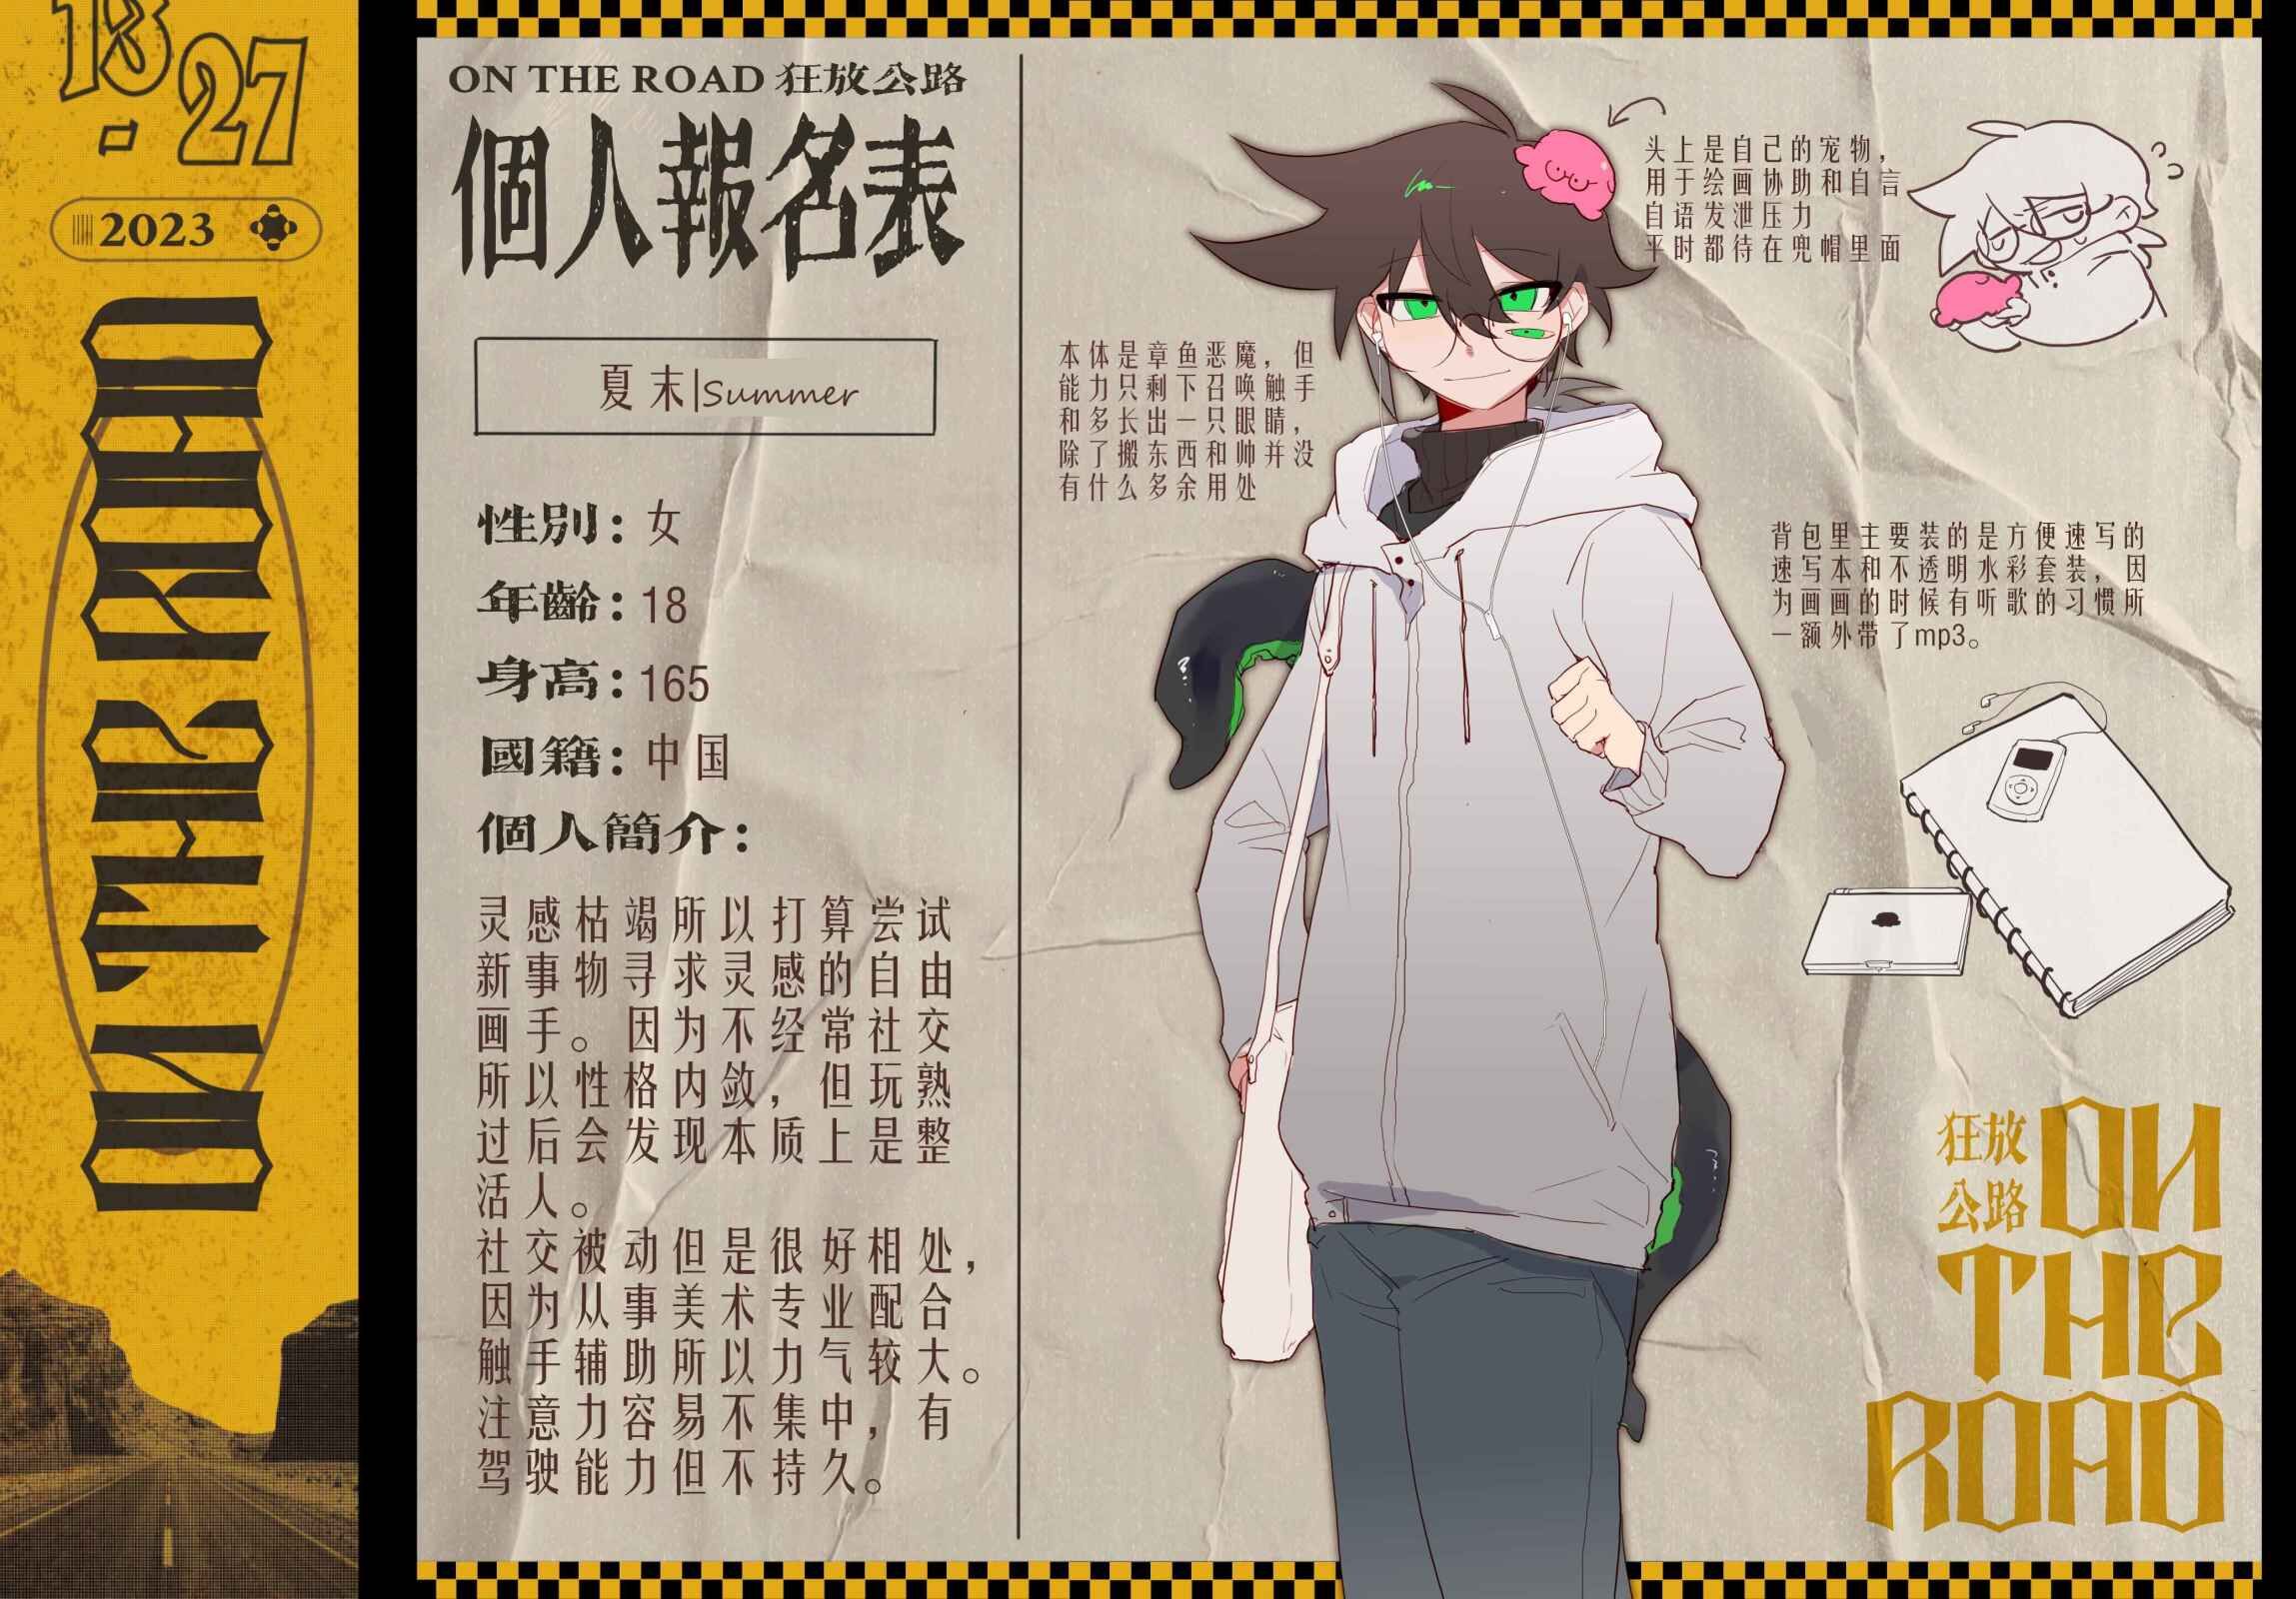 13
- 27
2023
ON THE ROAD
ON THE ROAD 狂放公路
個人報名表
夏末|Summer
性別：女
年齡：18
身高：165
國籍：中国
個人簡介：
灵感枯竭所以打算尝试
新事物寻求灵感的自由
画手。因为不经常社交
所以性格内敛，但玩熟
过后会发现本质上是整
活人。
社交被动但是很好相处，
因为从事美术专业配合
触手辅助所以力气较大。
注意力容易不集中，有
驾驶能力但不持久。
本体是章鱼恶魔，但
能力只剩下召唤触手
和多长出一只眼睛，
除了搬东西和帅并没
有什么多余用处
头上是自己的宠物，
用于绘画协助和自言
自语发泄压力
平时都待在兜帽里面
背包里主要装的是方便速写的
速写本和不透明水彩套装，因
为画画的时候有听歌的习惯所
一额外带了mp3。
狂放
公路
ON
THE
ROAD